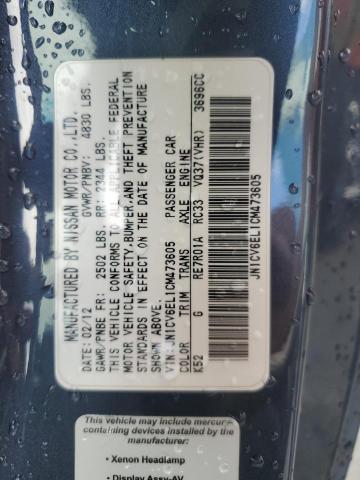 MANUFACTURED BY NISSAN MOTOR CO.,LTD.
DATE: 02/12 GVWR/PNBV: 4830 LBS.
GAWR/PNBE FR: 2502 LBS. RR: 2344 LBS.
THIS VEHICLE CONFORMS TO ALL APPLICABLE FEDERAL
MOTOR VEHICLE SAFETY,BUMPER,AND THEFT PREVENTION
STANDARDS IN EFFECT ON THE DATE OF MANUFACTURE
SHOWN ABOVE.
VIN: JN1CV6EL1CM473605 PASSENGER CAR
COLOR TRIM TRANS AXLE ENGINE
K52 G RE7R01A RC33 VQ37(VHR) 3696CC
JN1CV6EL1CM473605
This vehicle may include mercury-
containing devices installed by the
manufacturer:
• Xenon Headlamp
• Display Assy-AV